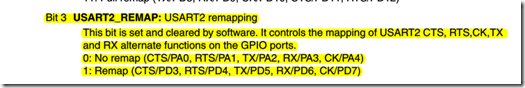 Bit 3 USART2_REMAP: USART2 remapping
This bit is set and cleared by software. It controls the mapping of USART2 CTS, RTS,CK,TX
and RX alternate functions on the GPIO ports.
0: No remap (CTS/PA0, RTS/PA1, TX/PA2, RX/PA3, CK/PA4)
1: Remap (CTS/PD3, RTS/PD4, TX/PD5, RX/PD6, CK/PD7)